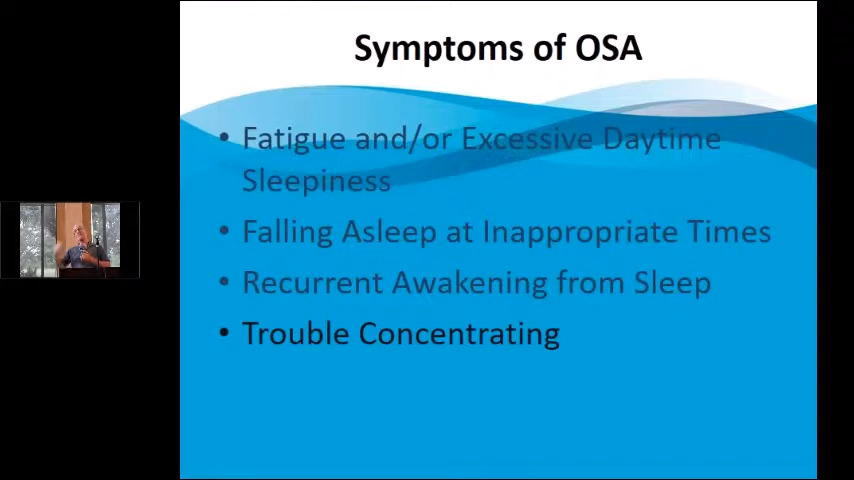 Symptoms of OSA
• Fatigue and/or Excessive Daytime
Sleepiness
• Falling Asleep at Inappropriate Times
• Recurrent Awakening from Sleep
• Trouble Concentrating